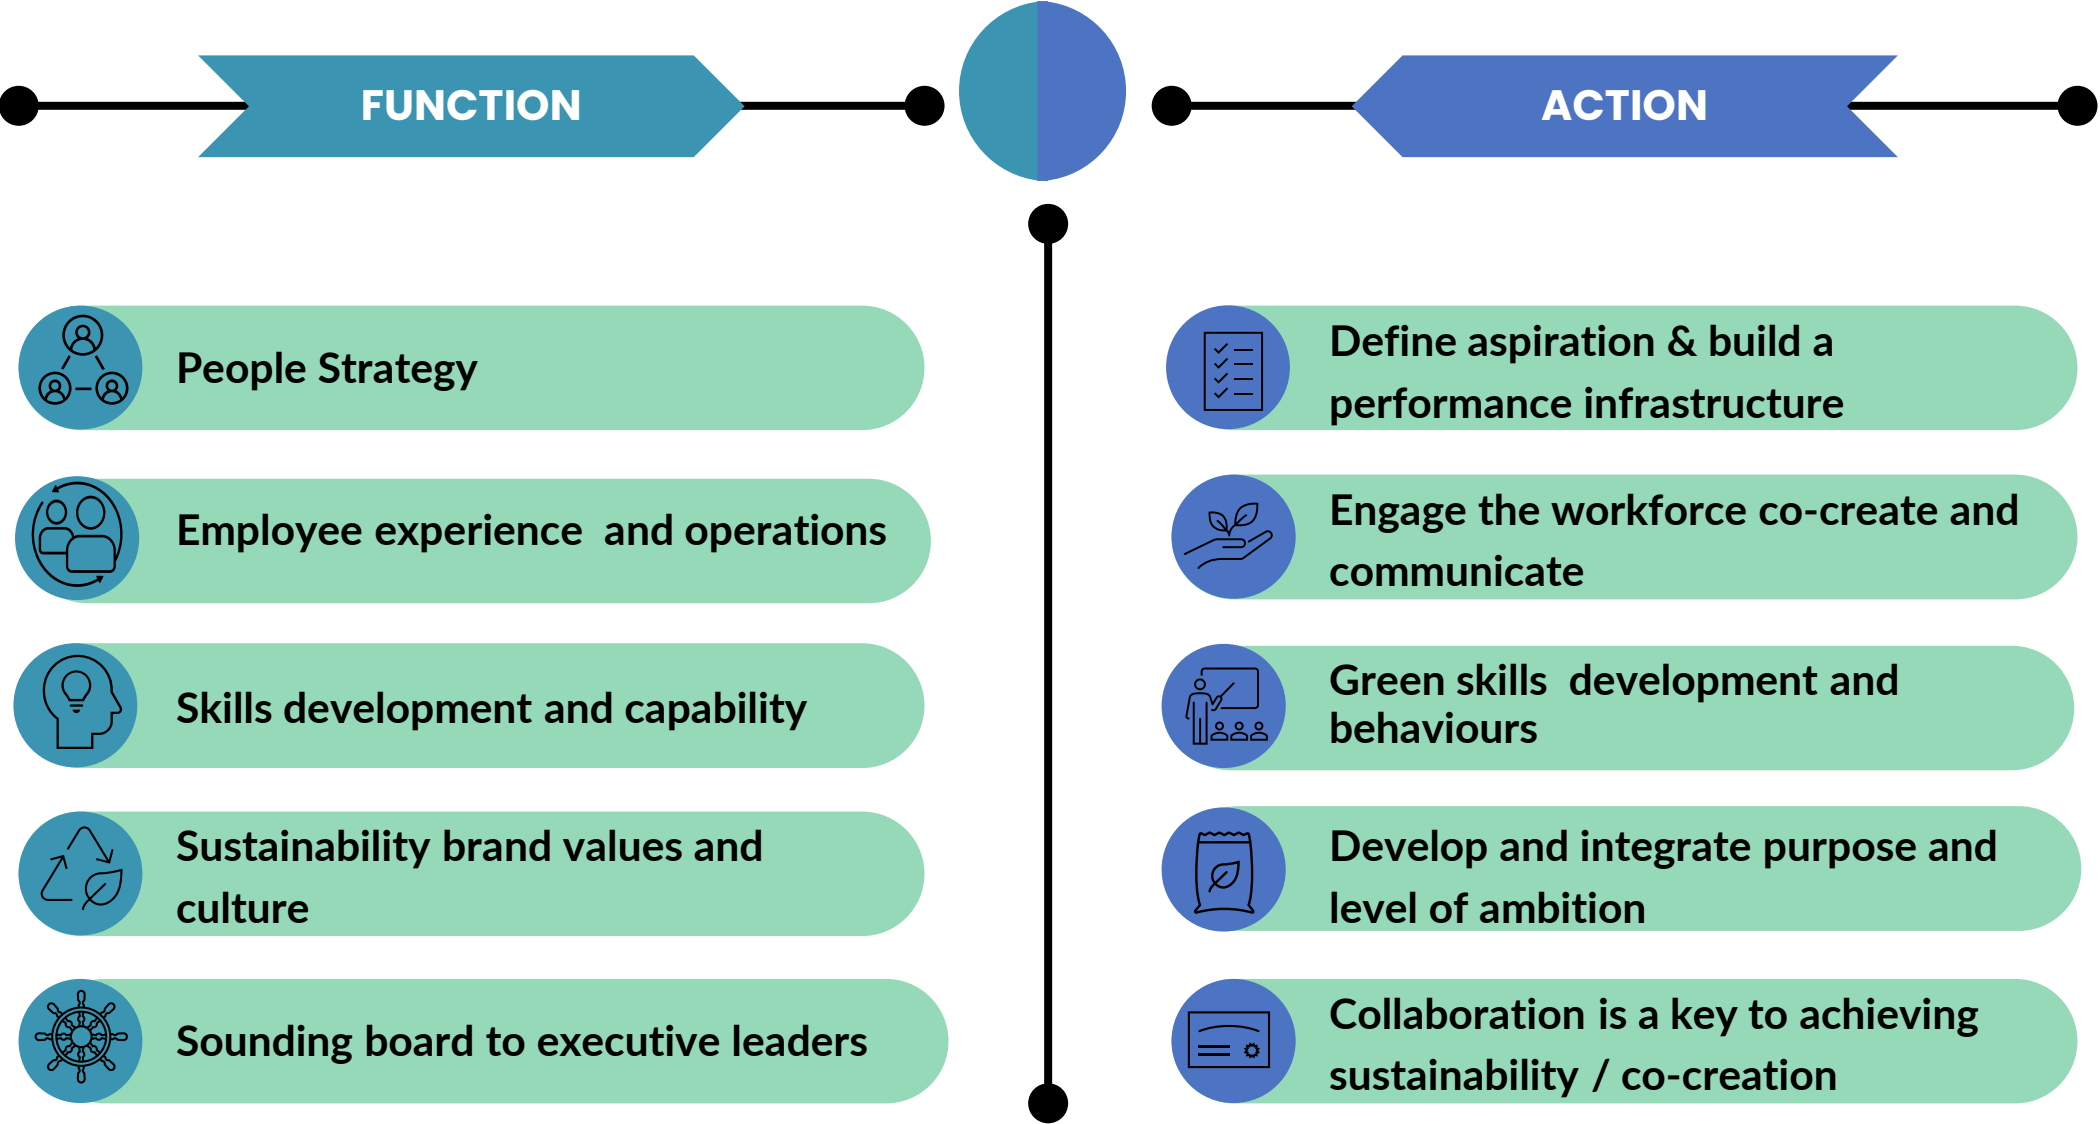 FUNCTION
ACTION
People Strategy
Employee experience  and operations
Skills development and capability
Sustainability brand values and
culture
Sounding board to executive leaders
Define aspiration & build a
performance infrastructure
Engage the workforce co-create and
communicate
Green skills  development and
behaviours
Develop and integrate purpose and
level of ambition
Collaboration is a key to achieving
sustainability / co-creation